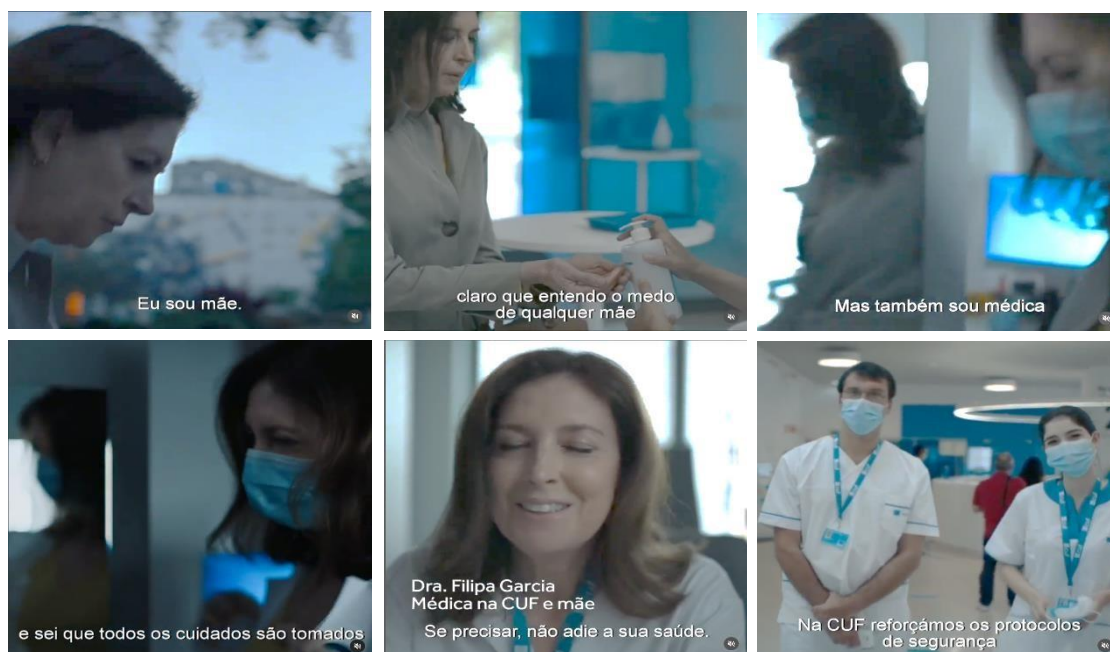 Eu sou mãe.
claro que entendo o medo
de qualquer mãe
Mas também sou médica
e sei que todos os cuidados são tomados
Dra. Filipa Garcia
Médica na CUF e mãe
Se precisar, não adie a sua saúde.
Na CUF reforçámos os protocolos
de segurança